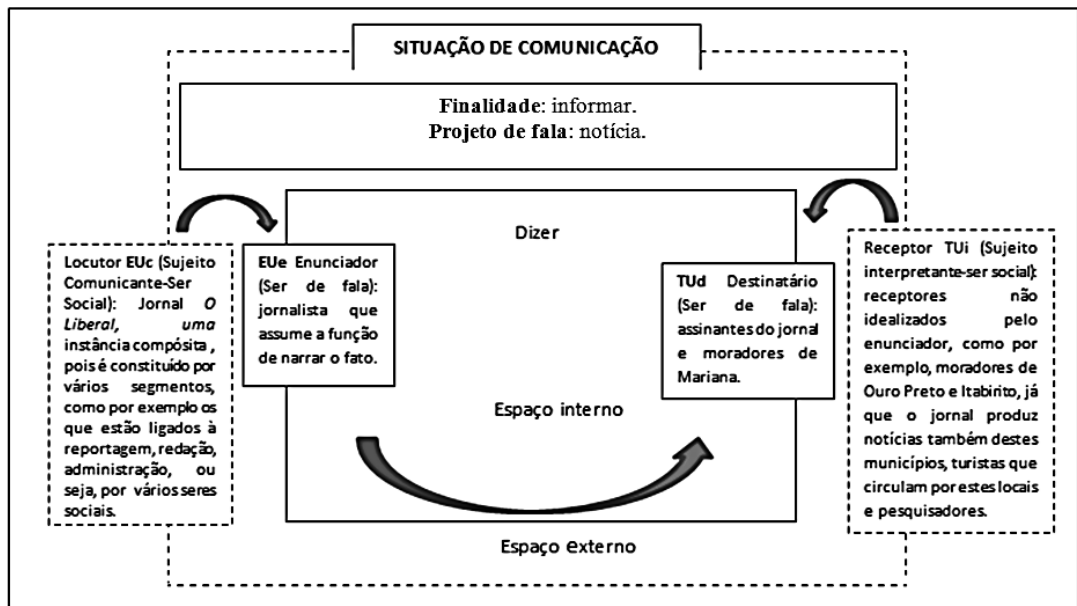 SITUAÇÃO DE COMUNICAÇÃO
Finalidade: informar.
Projeto de fala: notícia.
Dizer
Locutor EUc (Sujeito
Comunicante-Ser
Social): Jornal O
Liberal, uma
instância compósita ,
pois é constituído por
vários segmentos,
como por exemplo os
que estão ligados à
reportagem, redação,
administração, ou
seja, por vários seres
sociais.
EUe Enunciador
(Ser de fala):
jornalista que
assume a função
de narrar o fato.
TUd Destinatário
(Ser de fala):
assinantes do jornal
e moradores de
Mariana.
Receptor TUi (Sujeito
interpretante-ser social):
receptores não
idealizados pelo
enunciador, como por
exemplo, moradores de
Ouro Preto e Itabirito, já
que o jornal produz
notícias também destes
municípios, turistas que
circulam por estes locais
e pesquisadores.
Espaço interno
Espaço externo